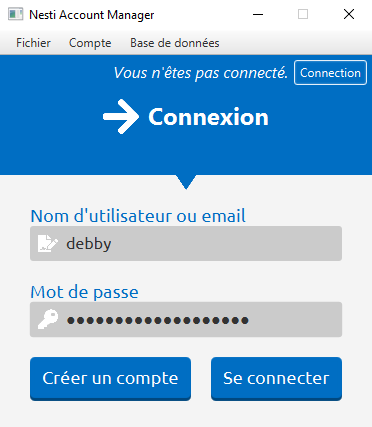 Nesti Account Manager
Fichier Compte Base de données
Vous n'êtes pas connecté. Connection
Connexion
Nom d'utilisateur ou email
debby
Mot de passe
●●●●●●●●●●●●●●●●●●●
Créer un compte Se connecter